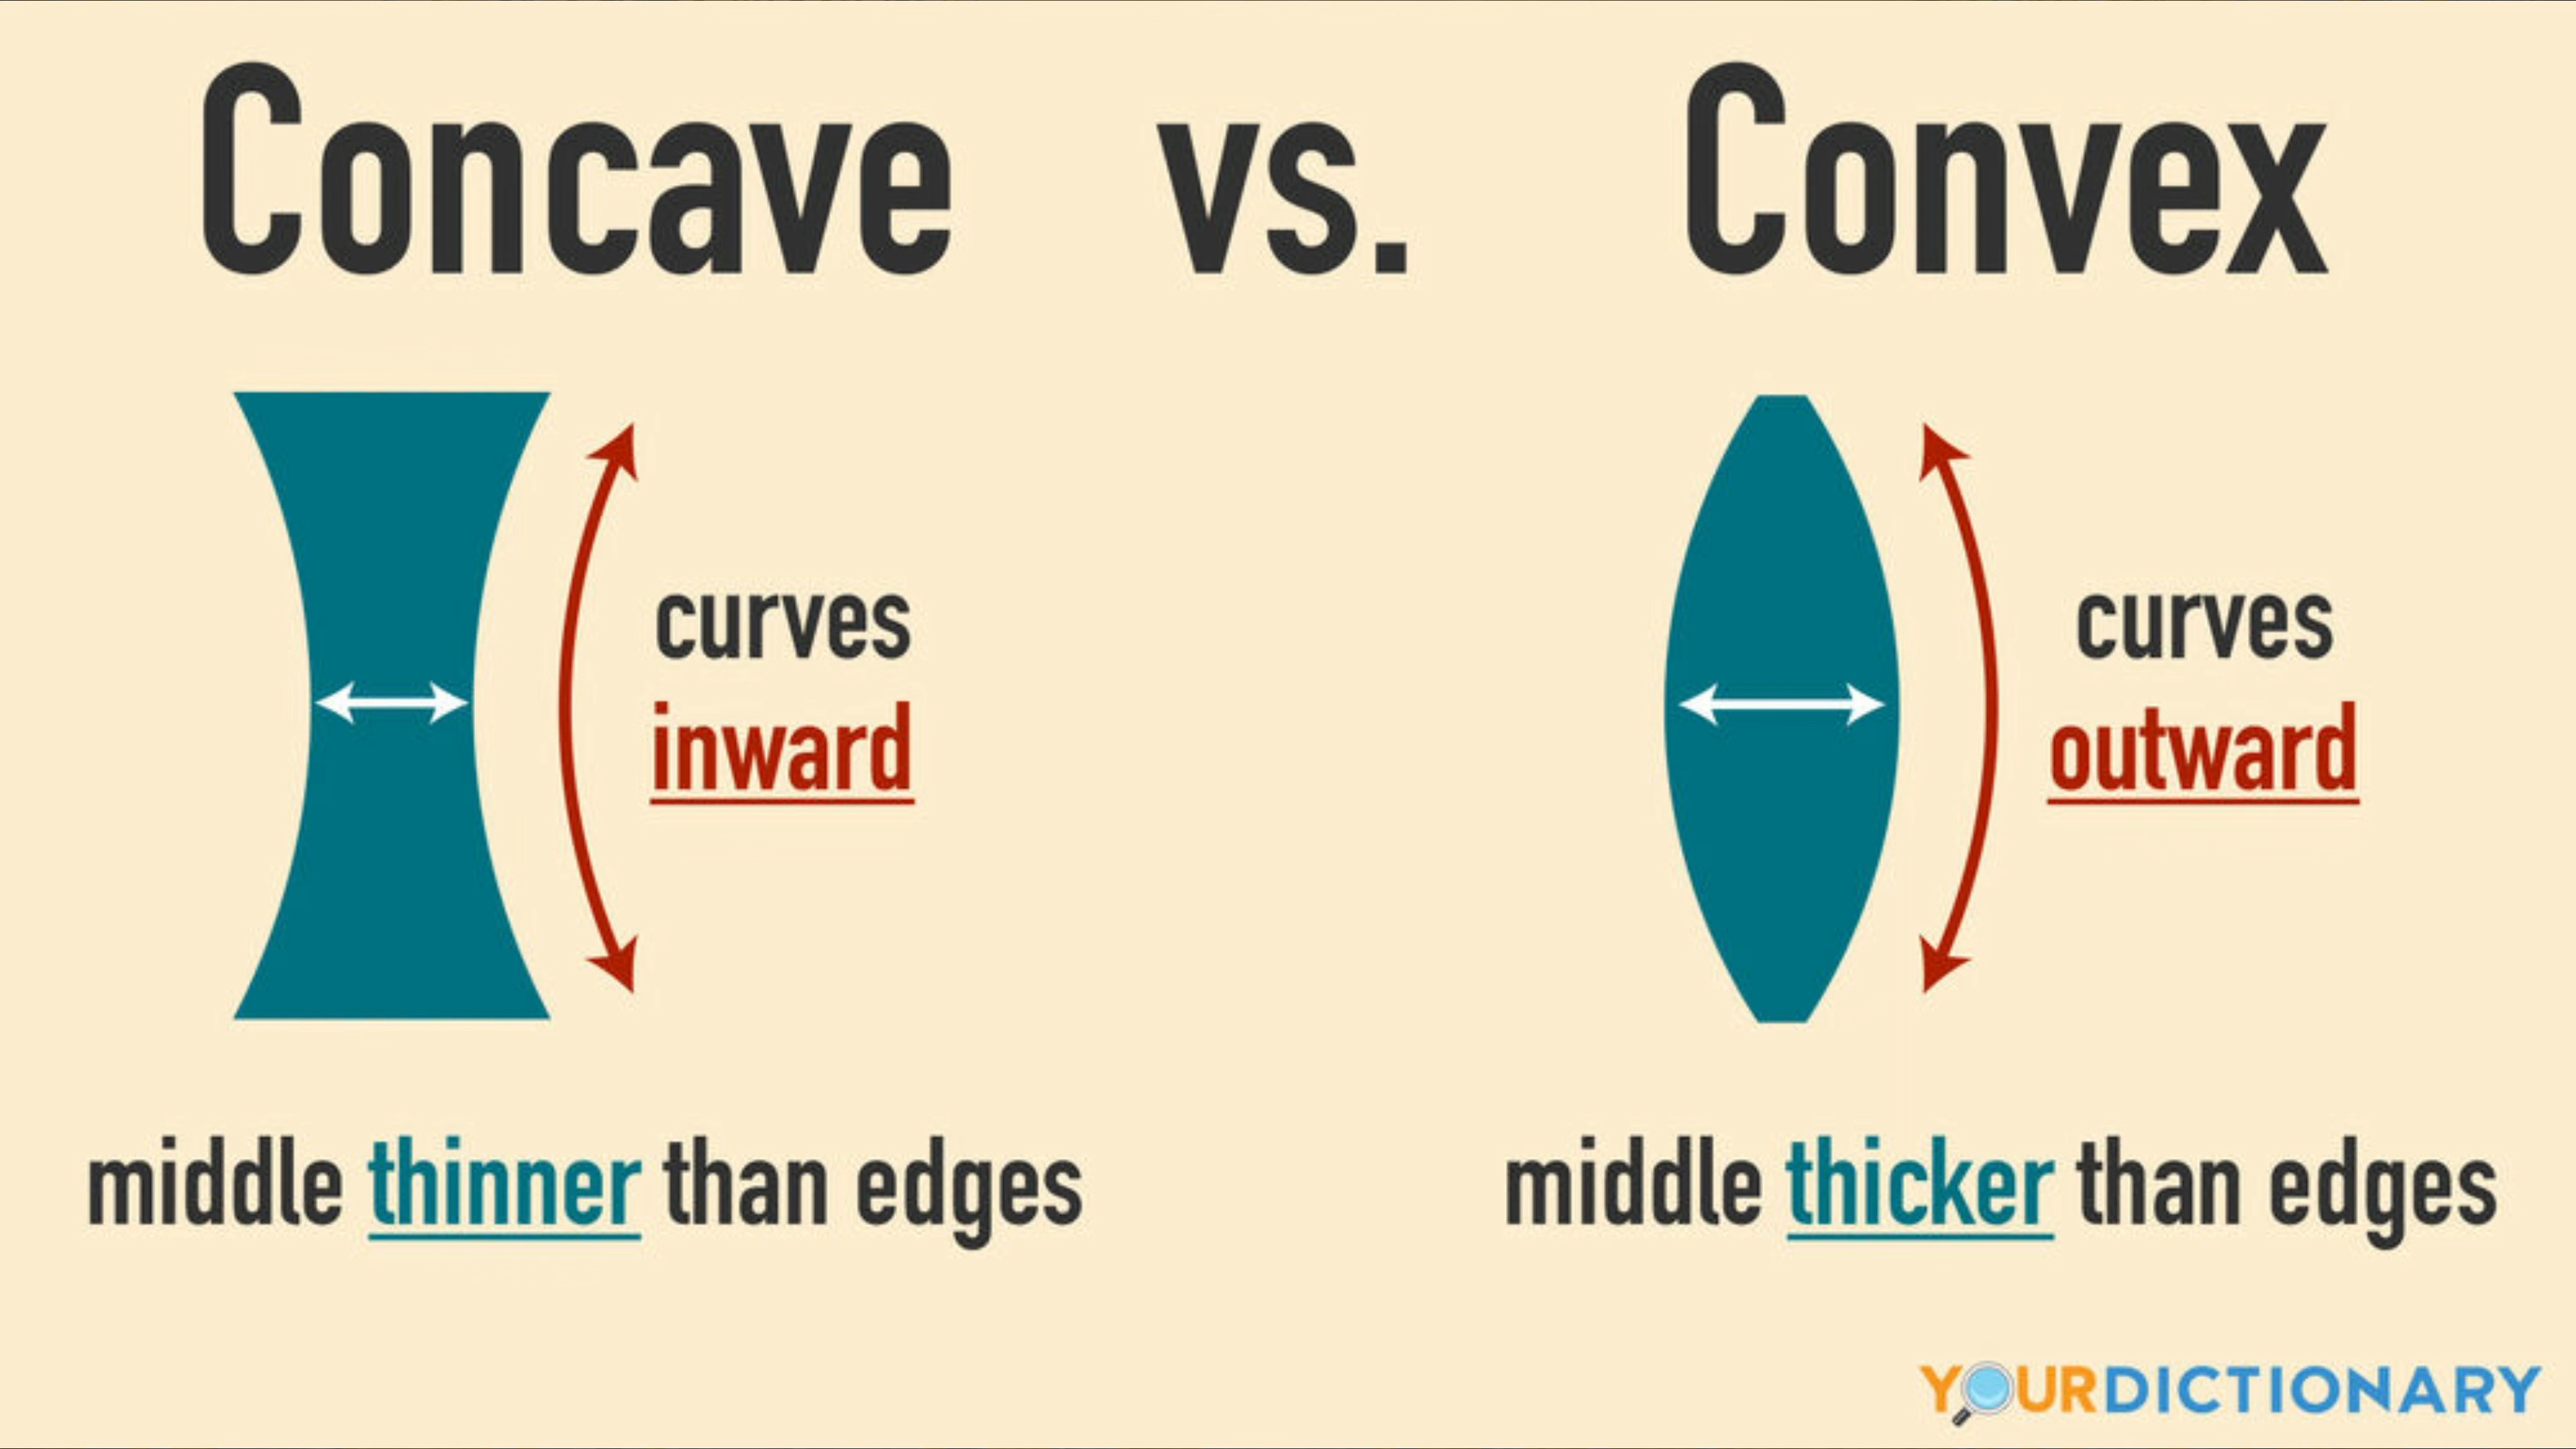 Concave vs. Convex
curves
inward
curves
outward
middle thinner than edges
middle thicker than edges
YOURDICTIONARY